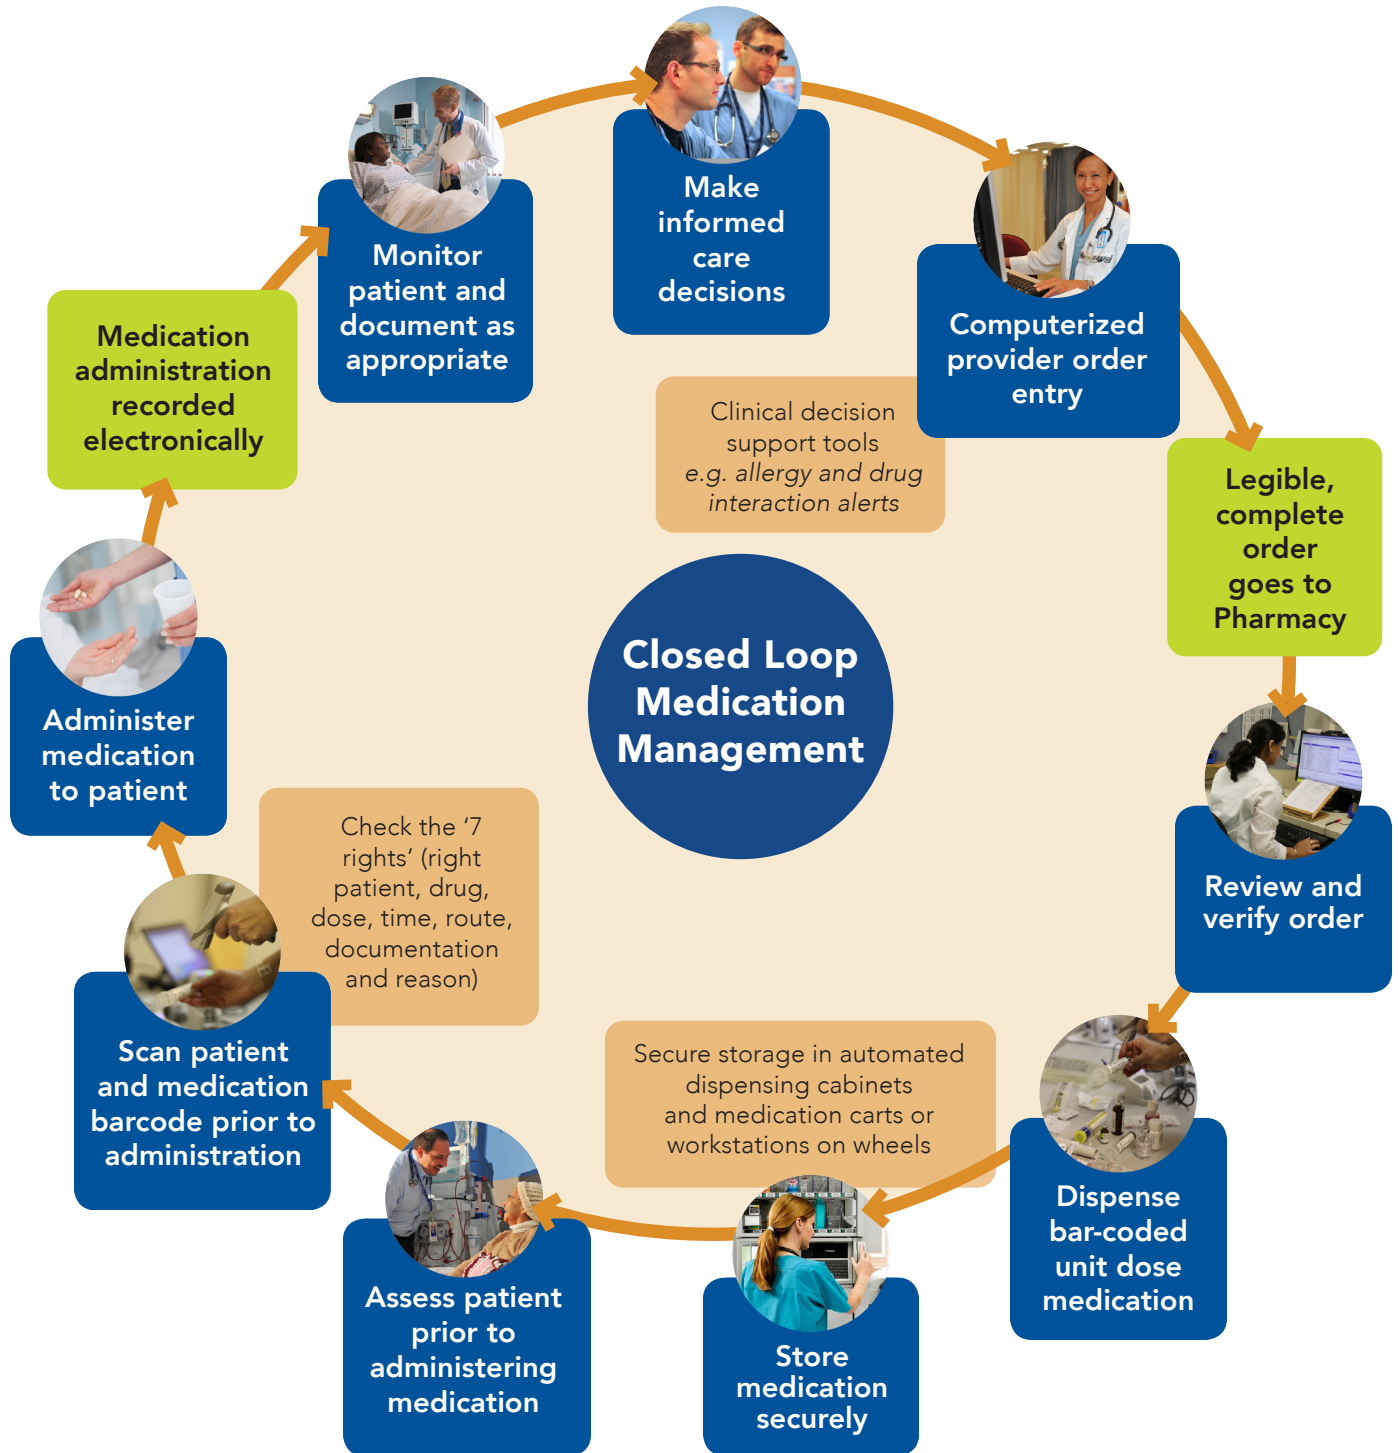 Make
informed
care
decisions
Computerized
provider order
entry
Clinical decision
support tools
e.g. allergy and drug
interaction alerts
Legible,
complete
order
goes to
Pharmacy
Review and
verify order
Dispense
bar-coded
unit dose
medication
Secure storage in automated
dispensing cabinets
and medication carts or
workstations on wheels
Store
medication
securely
Assess patient
prior to
administering
medication
Scan patient
and medication
barcode prior to
administration
Check the ‘7
rights’ (right
patient, drug,
dose, time, route,
documentation
and reason)
Administer
medication
to patient
Medication
administration
recorded
electronically
Monitor
patient and
document as
appropriate
Closed Loop
Medication
Management